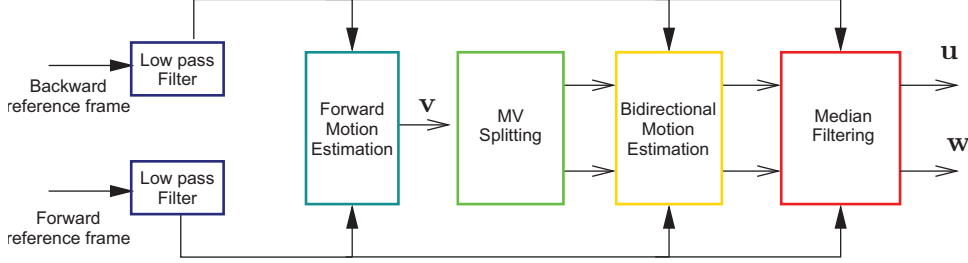 Low pass
Filter
Backward
reference frame
Low pass
Filter
Forward
reference frame
Forward
Motion
Estimation
v
MV
Splitting
Bidirectional
Motion
Estimation
Median
Filtering
u
w